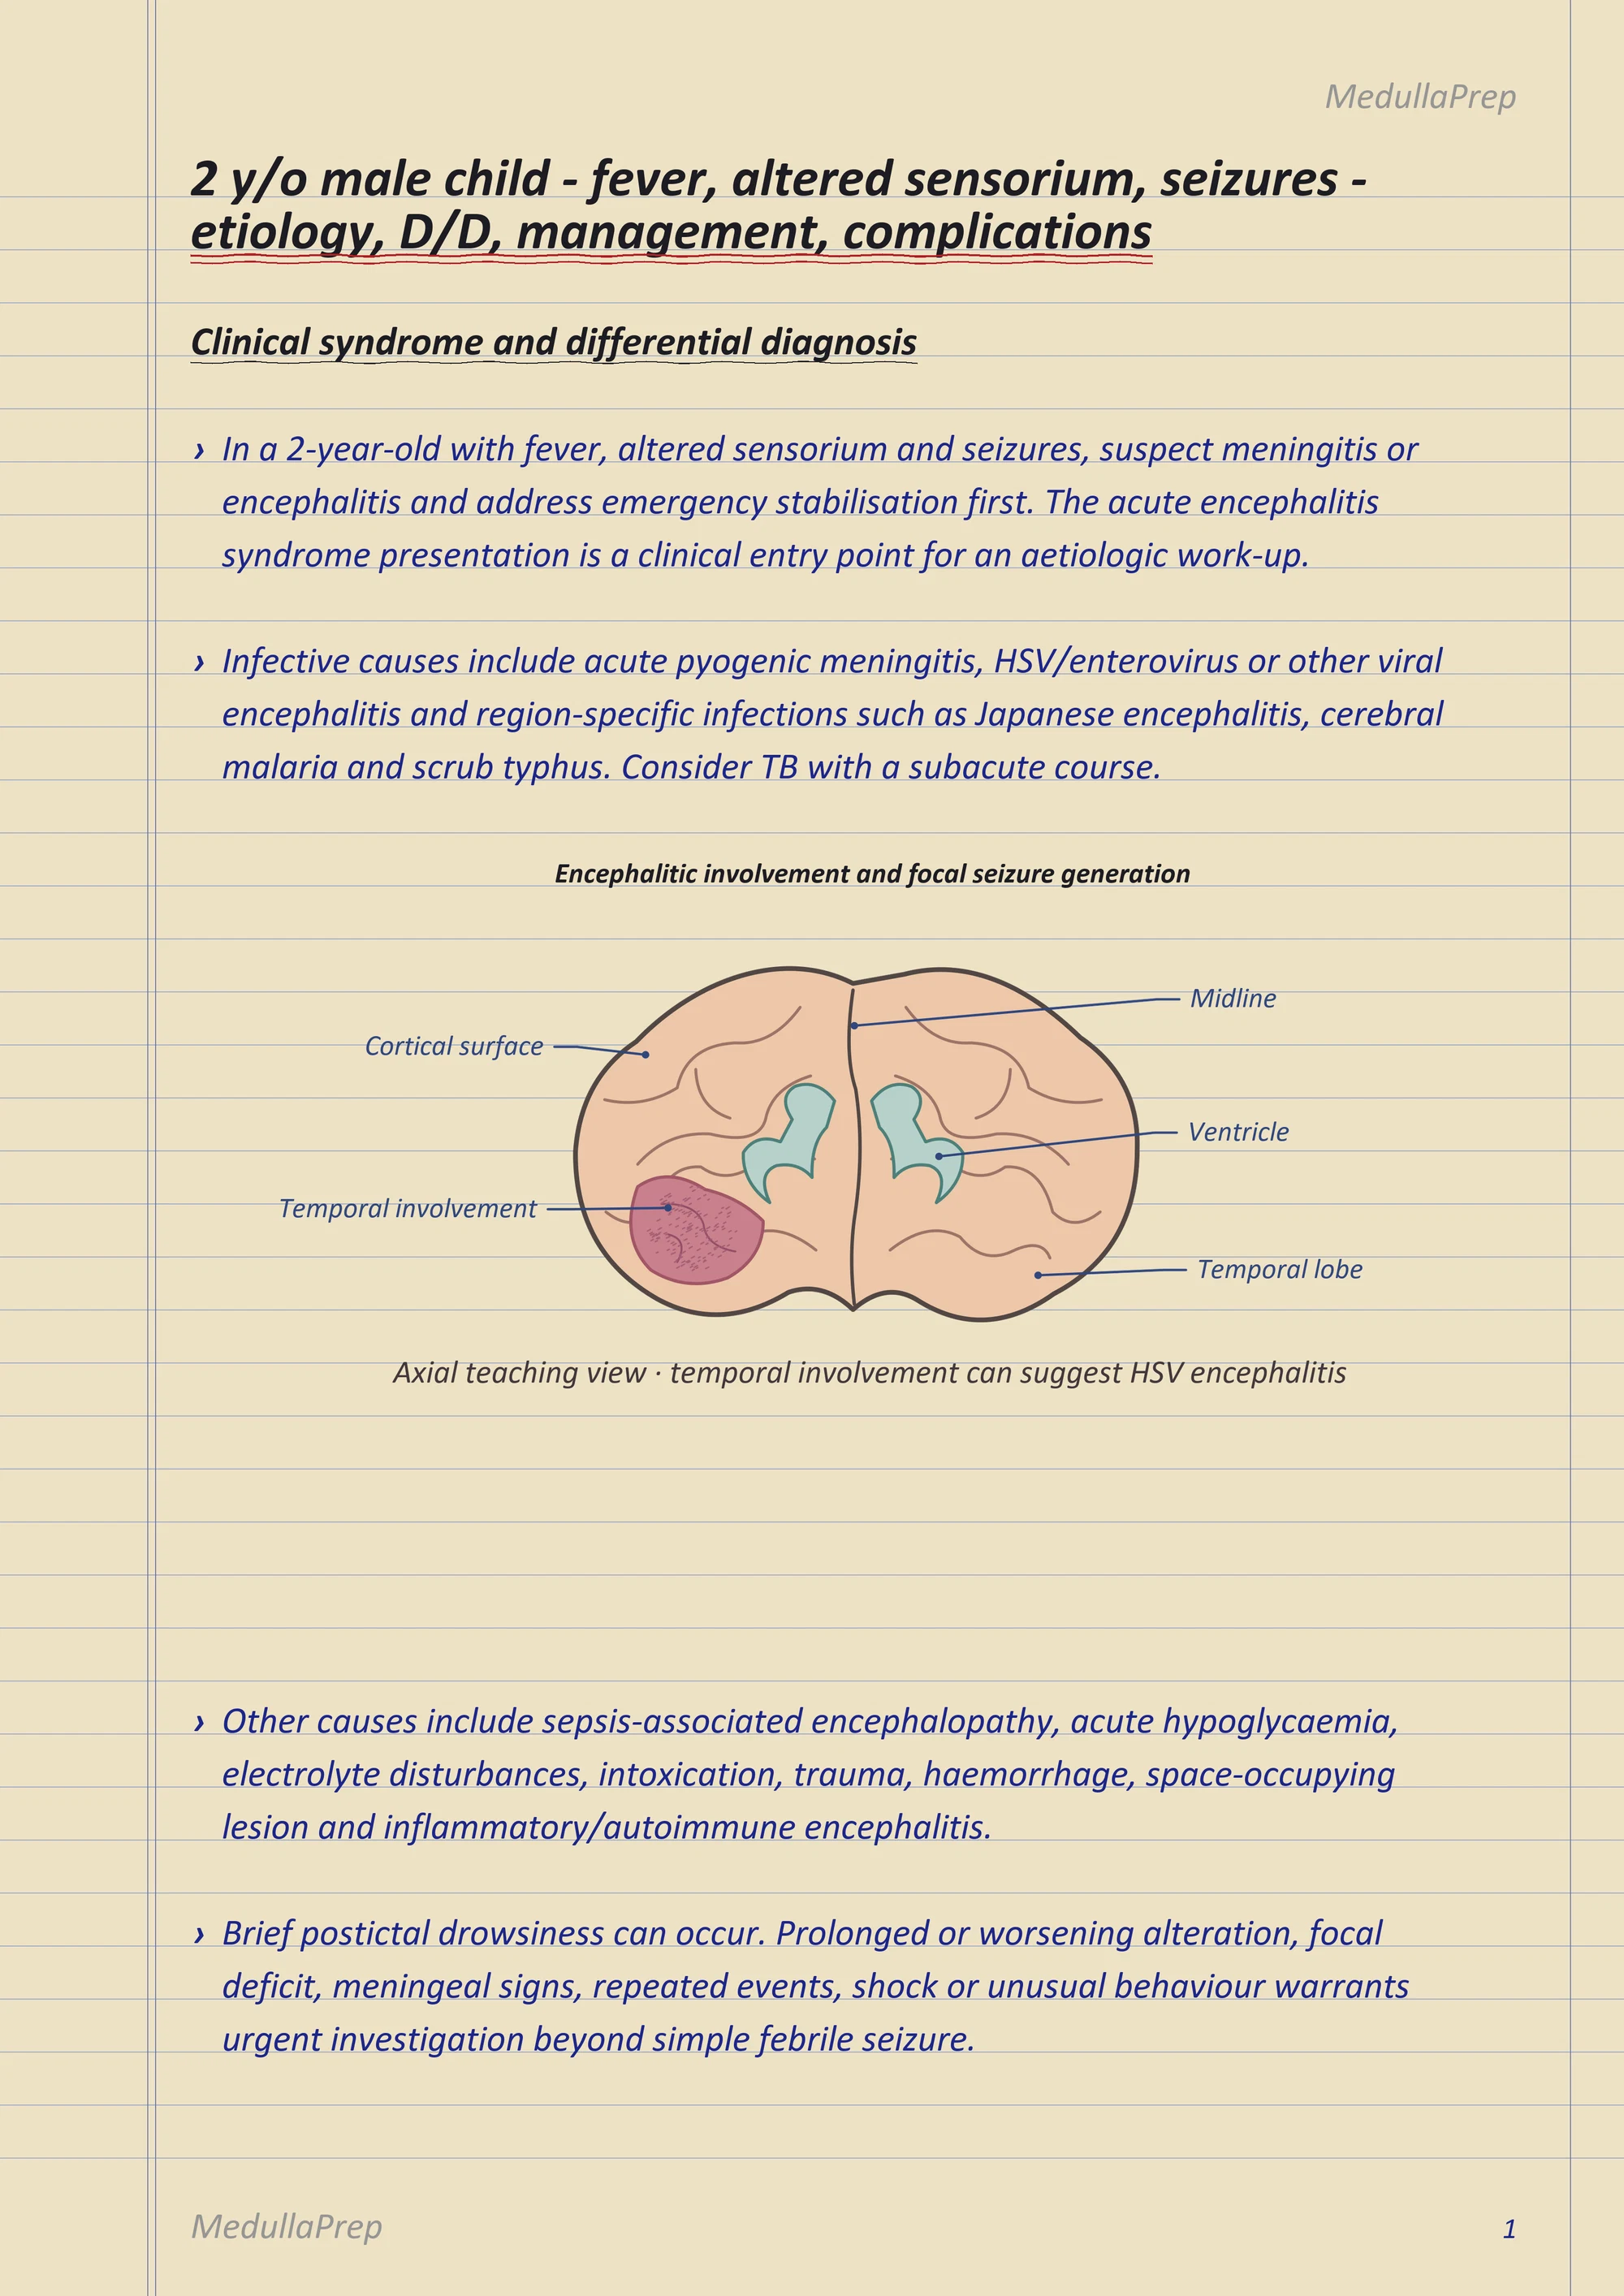 MedullaPrep
2 y/o male child - fever, altered sensorium, seizures -
etiology, D/D, management, complications
Clinical syndrome and differential diagnosis
› In a 2-year-old with fever, altered sensorium and seizures, suspect meningitis or
encephalitis and address emergency stabilisation first. The acute encephalitis
syndrome presentation is a clinical entry point for an aetiologic work-up.
› Infective causes include acute pyogenic meningitis, HSV/enterovirus or other viral
encephalitis and region-specific infections such as Japanese encephalitis, cerebral
malaria and scrub typhus. Consider TB with a subacute course.
Encephalitic involvement and focal seizure generation
Midline
Cortical surface
Ventricle
Temporal involvement
Temporal lobe
Axial teaching view · temporal involvement can suggest HSV encephalitis
› Other causes include sepsis-associated encephalopathy, acute hypoglycaemia,
electrolyte disturbances, intoxication, trauma, haemorrhage, space-occupying
lesion and inflammatory/autoimmune encephalitis.
› Brief postictal drowsiness can occur. Prolonged or worsening alteration, focal
deficit, meningeal signs, repeated events, shock or unusual behaviour warrants
urgent investigation beyond simple febrile seizure.
MedullaPrep
1